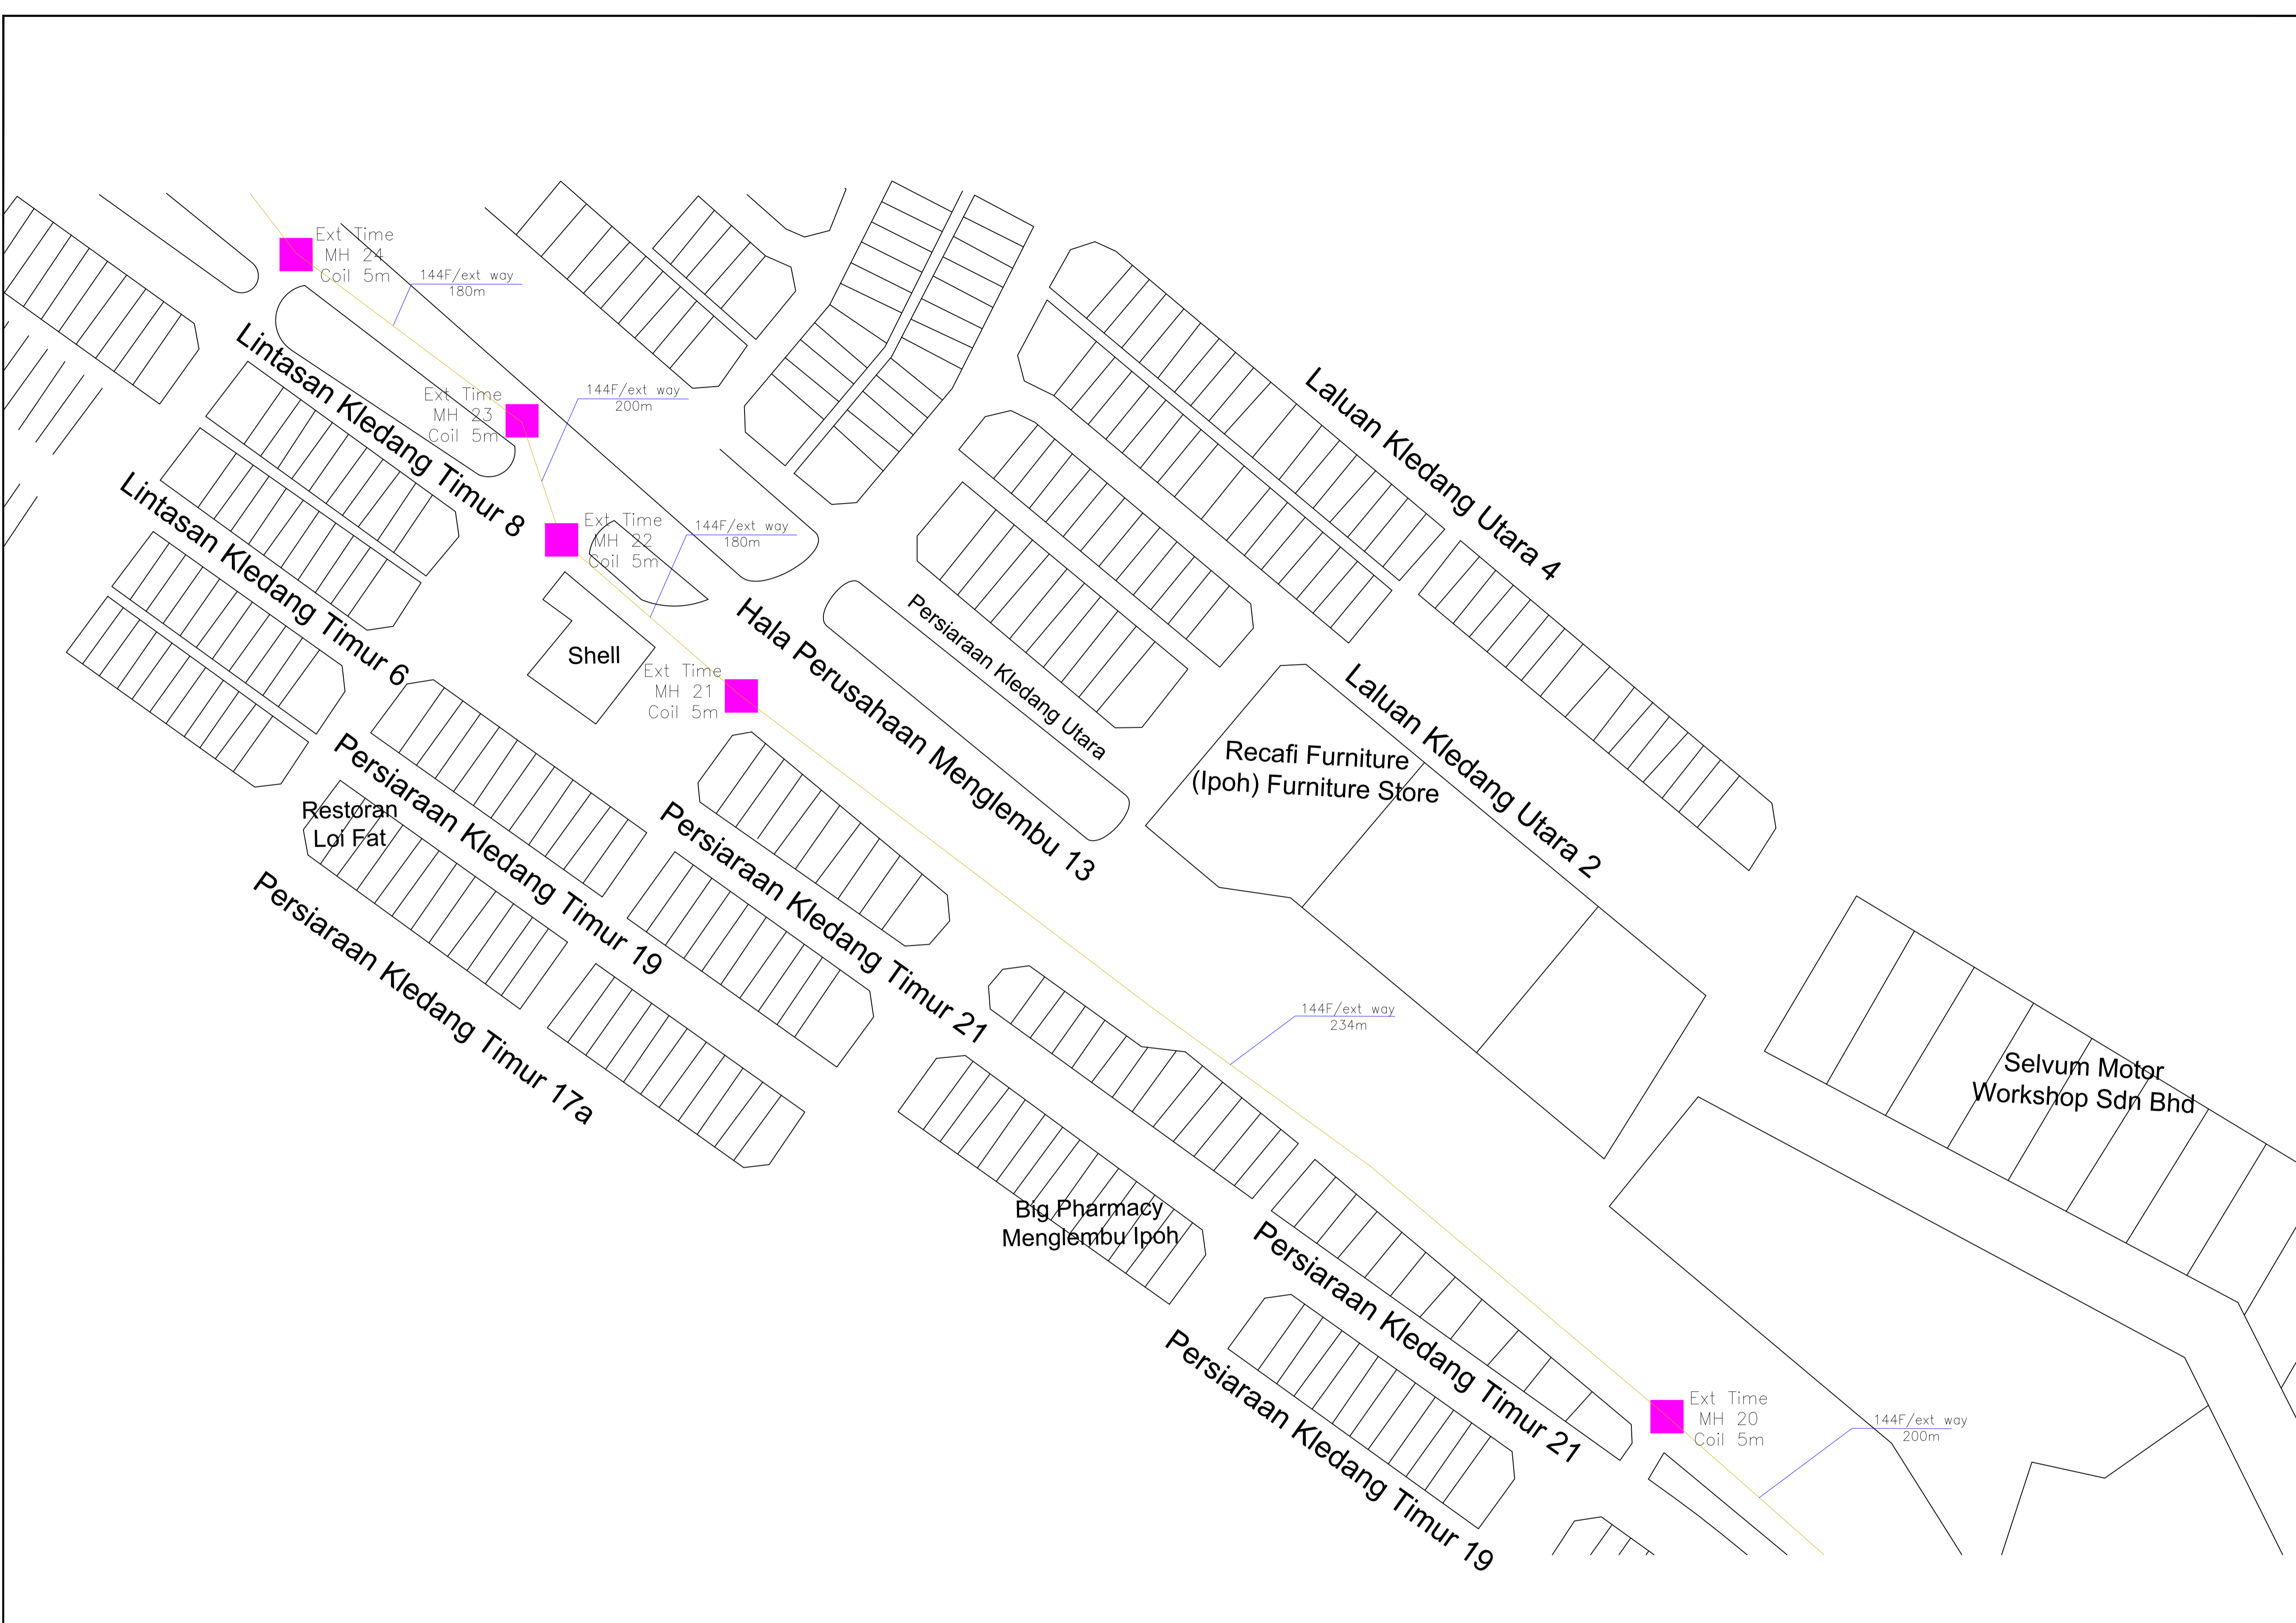 Ext Time
MH 24
Coil 5m
144F/ext way
180m
Lintasan Kledang Timur 8
Ext Time
MH 23
Coil 5m
144F/ext way
200m
Laluan Kledang Utara 4
Lintasan Kledang Timur 6
Ext Time
MH 22
Coil 5m
144F/ext way
180m
Shell
Ext Time
MH 21
Coil 5m
Hala Perusahaan Menglembu 13
Persiaraan Kledang Utara
Laluan Kledang Utara 2
Recafi Furniture
(Ipoh) Furniture Store
Restoran
Loi Fat
Persiaraan Kledang Timur 19
Persiaraan Kledang Timur 21
Persiaraan Kledang Timur 17a
144F/ext way
234m
Selvum Motor
Workshop Sdn Bhd
Big Pharmacy
Menglembu Ipoh
Persiaraan Kledang Timur 21
Persiaraan Kledang Timur 19
Ext Time
MH 20
Coil 5m
144F/ext way
200m